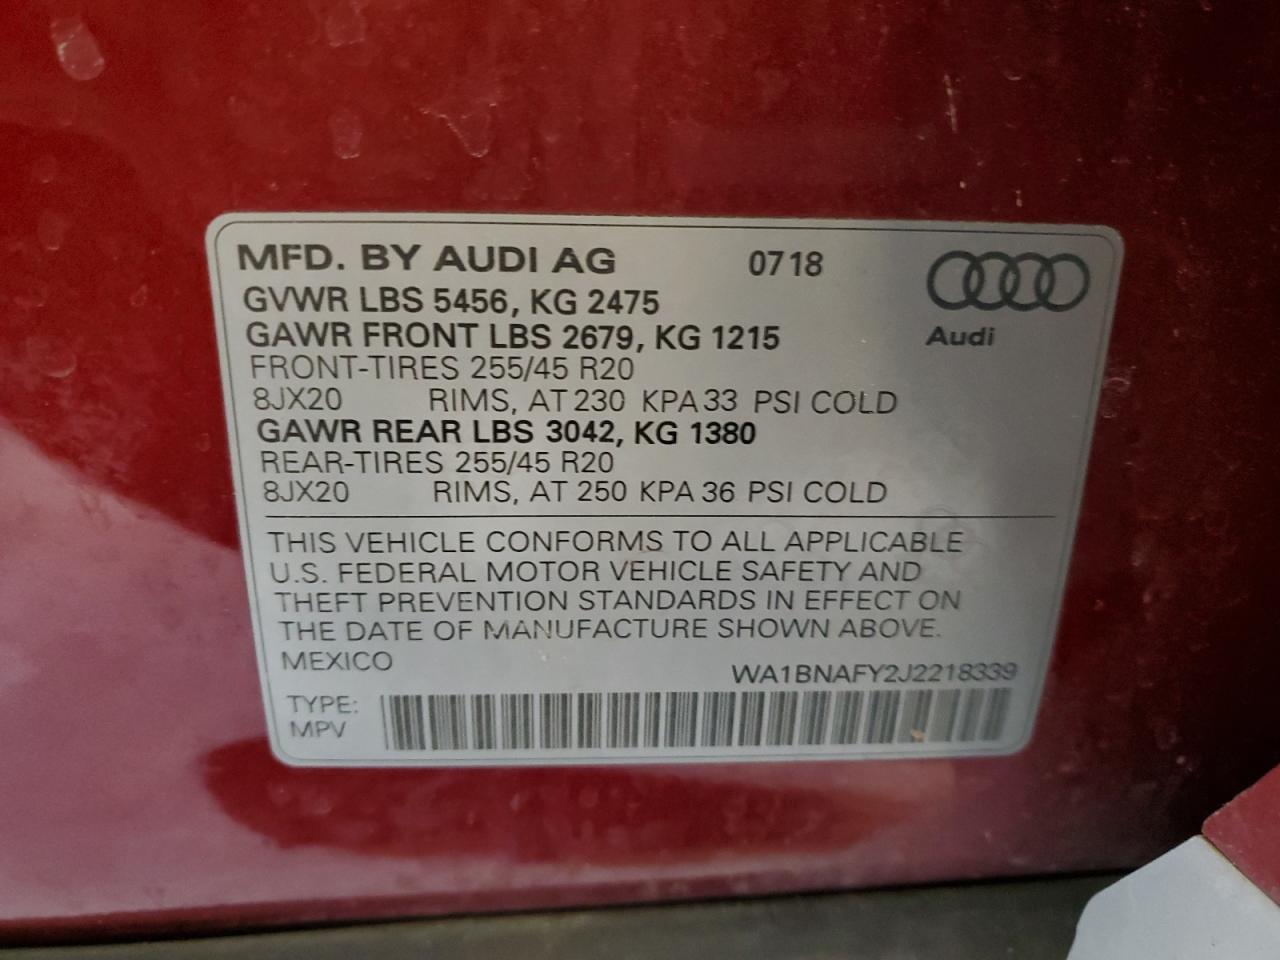 MFD. BY AUDI AG 0718
GVWR LBS 5456, KG 2475
GAWR FRONT LBS 2679, KG 1215
Audi
FRONT-TIRES 255/45 R20
8JX20 RIMS, AT 230 KPA 33 PSI COLD
GAWR REAR LBS 3042, KG 1380
REAR-TIRES 255/45 R20
8JX20 RIMS, AT 250 KPA 36 PSI COLD
THIS VEHICLE CONFORMS TO ALL APPLICABLE
U.S. FEDERAL MOTOR VEHICLE SAFETY AND
THEFT PREVENTION STANDARDS IN EFFECT ON
THE DATE OF MANUFACTURE SHOWN ABOVE.
MEXICO
WA1BNAFY2J2218339
TYPE:
MPV